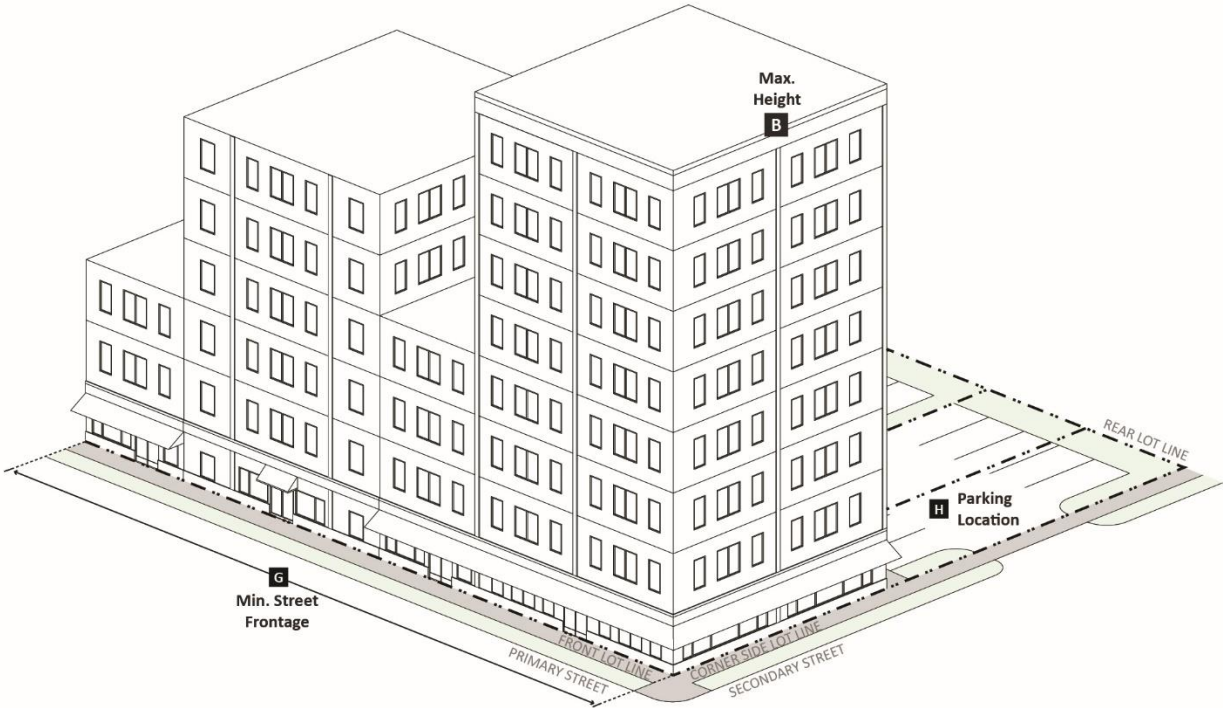 Max.
Height
B
REAR LOT LINE
H
Parking
Location
G
Min. Street
Frontage
FRONT LOT LINE
CORNER SIDE LOT LINE
PRIMARY STREET
SECONDARY STREET